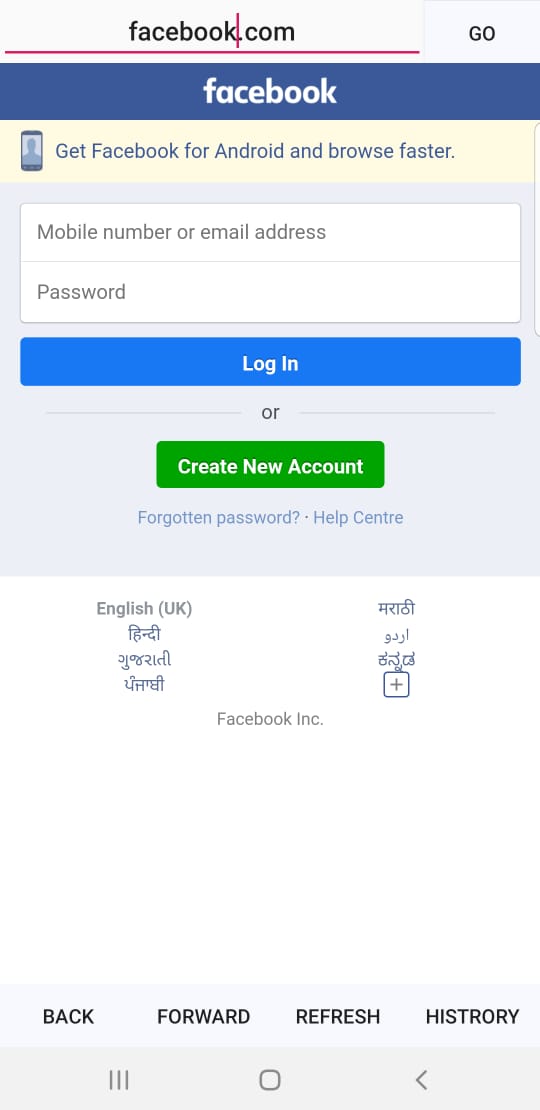 facebook.com
GO
facebook
Get Facebook for Android and browse faster.
Mobile number or email address
Password
Log In
or
Create New Account
Forgotten password? · Help Centre
English (UK)
मराठी
हिन्दी
اردو
ગુજરાતી
ಕನ್ನಡ
ਪੰਜਾਬੀ
Facebook Inc.
BACK FORWARD REFRESH HISTRORY